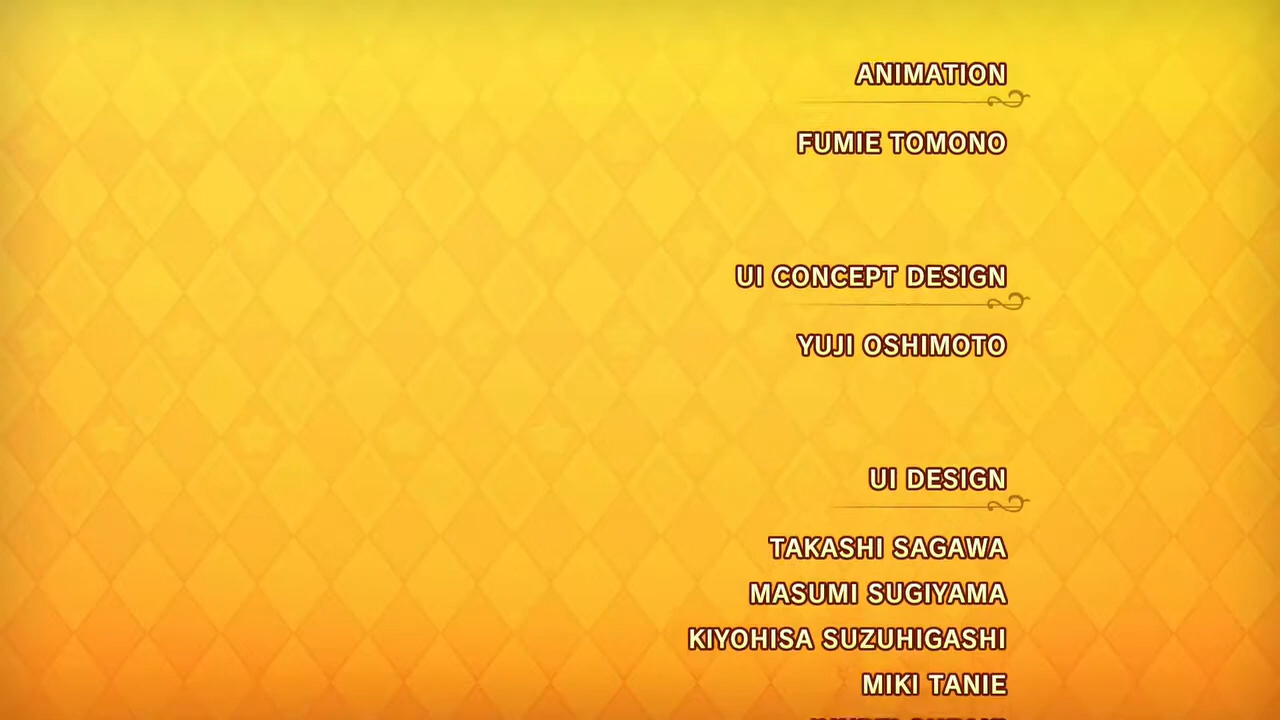 ANIMATION
FUMIE TOMONO
UI CONCEPT DESIGN
YUJI OSHIMOTO
UI DESIGN
TAKASHI SAGAWA
MASUMI SUGIYAMA
KIYOHISA SUZUHIGASHI
MIKI TANIE